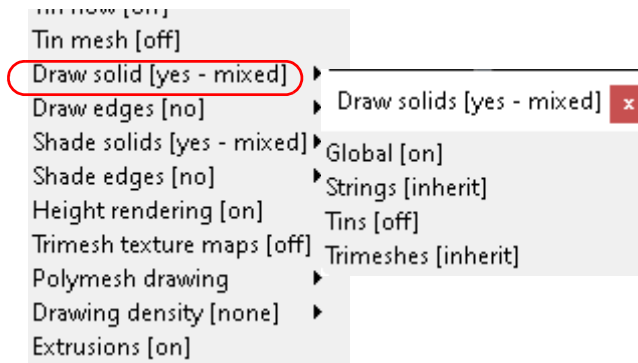 Tin mesh [off]
Draw solid [yes - mixed]
Draw edges [no]
Shade solids [yes - mixed]
Shade edges [no]
Height rendering [on]
Trimesh texture maps [off]
Polymesh drawing
Drawing density [none]
Extrusions [on]
Draw solids [yes - mixed] x
Global [on]
Strings [inherit]
Tins [off]
Trimeshes [inherit]